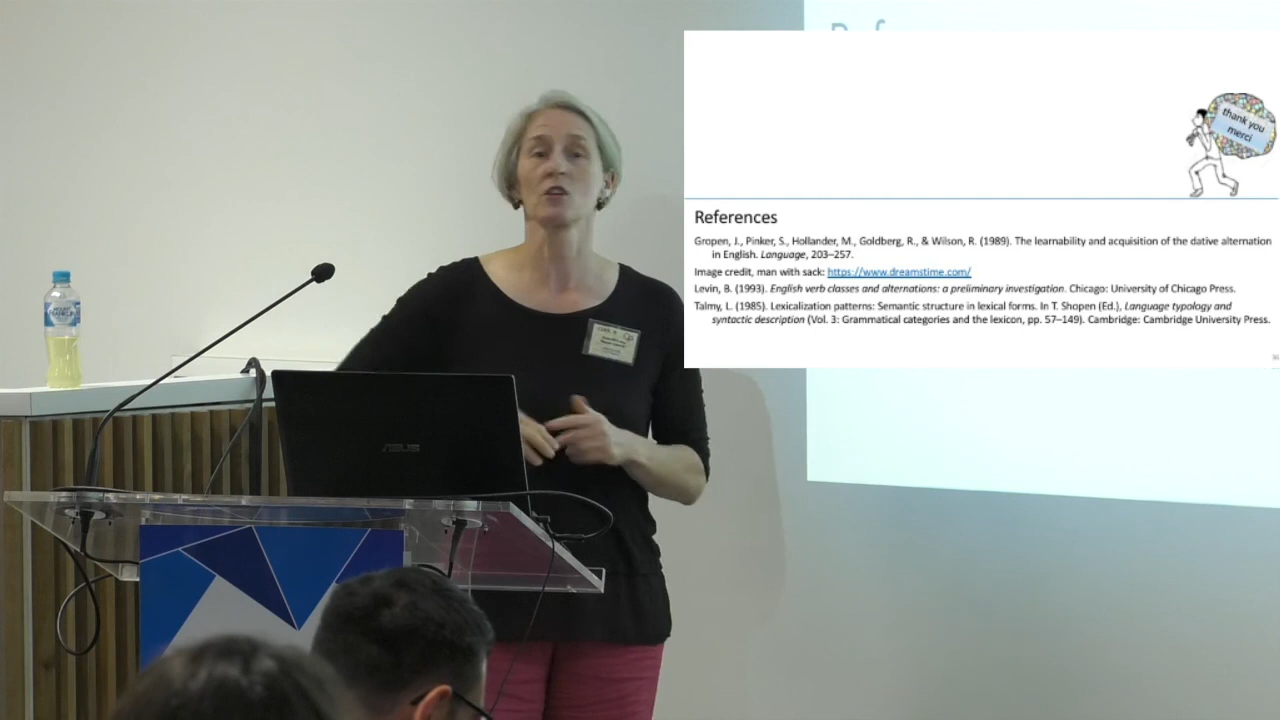 Ref
thank you
merci
References
Gropen, J., Pinker, S., Hollander, M., Goldberg, R., & Wilson, R. (1989). The learnability and acquisition of the dative alternation
in English. Language, 203–257.
Image credit, man with sack: https://www.dreamstime.com/
Levin, B. (1993). English verb classes and alternations: a preliminary investigation. Chicago: University of Chicago Press.
Talmy, L. (1985). Lexicalization patterns: Semantic structure in lexical forms. In T. Shopen (Ed.), Language typology and
syntactic description (Vol. 3: Grammatical categories and the lexicon, pp. 57–149). Cambridge: Cambridge University Press.
FRANKLIN
ASUS